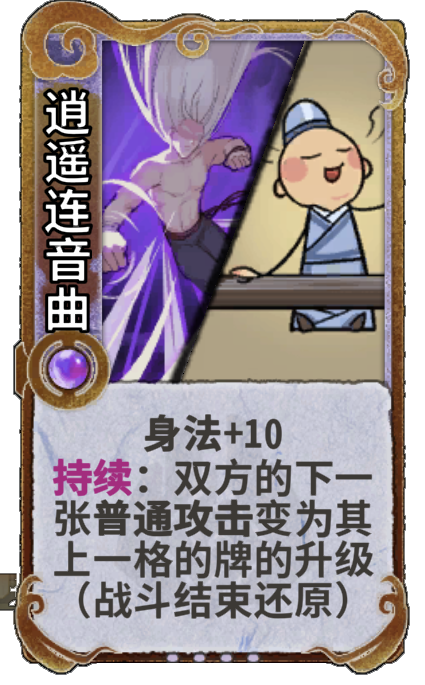 逍遥连音曲
身法+10
持续：双方的下一
张普通攻击变为其
上一格的牌的升级
（战斗结束还原）